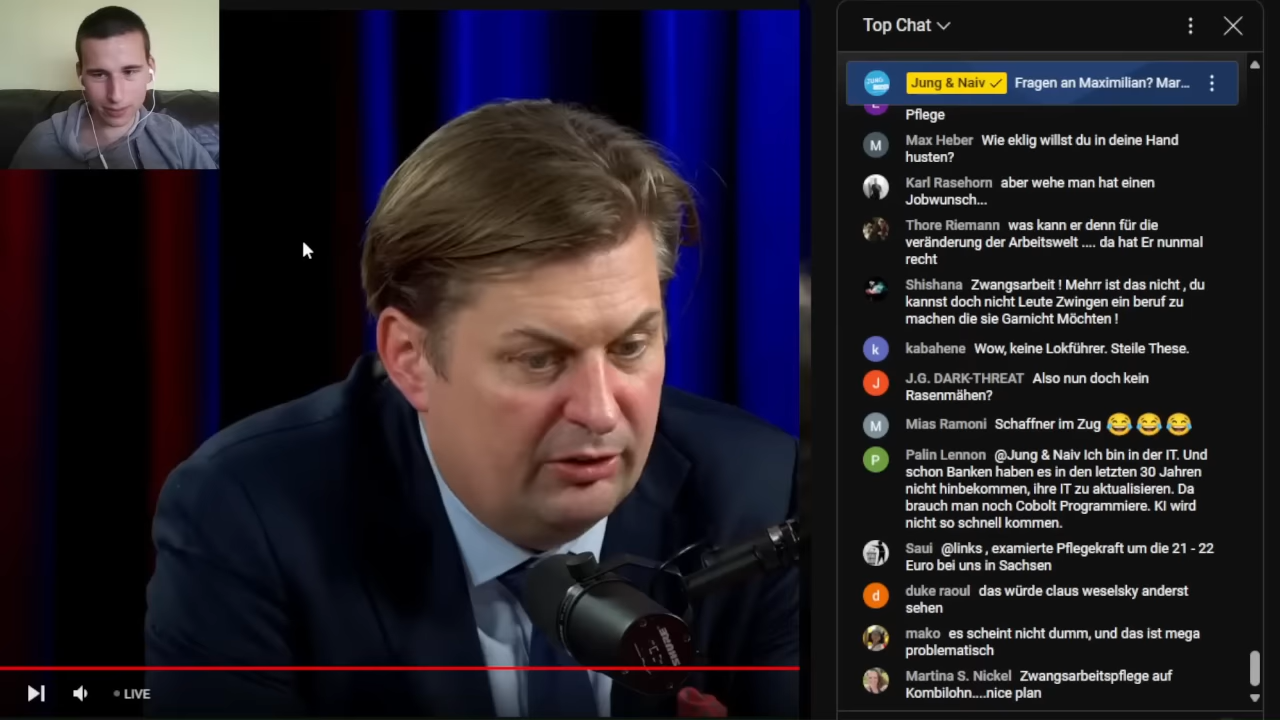 Top Chat
Jung & Naiv Fragen an Maximilian? Mar...
Pflege
M
Max Heber Wie eklig willst du in deine Hand
husten?
Karl Rasehorn aber wehe man hat einen
Jobwunsch...
Thore Riemann was kann er denn für die
veränderung der Arbeitswelt .... da hat Er nunmal
recht
Shishana Zwangsarbeit ! Mehrr ist das nicht , du
kannst doch nicht Leute Zwingen ein beruf zu
machen die sie Garnicht Möchten !
k
kabahene Wow, keine Lokführer. Steile These.
J
J.G. DARK-THREAT Also nun doch kein
Rasenmähen?
M
Mias Ramoni Schaffner im Zug 😂😂😂
P
Palin Lennon @Jung & Naiv Ich bin in der IT. Und
schon Banken haben es in den letzten 30 Jahren
nicht hinbekommen, ihre IT zu aktualisieren. Da
brauch man noch Cobolt Programmiere. KI wird
nicht so schnell kommen.
Saui @links , examierte Pflegekraft um die 21 - 22
Euro bei uns in Sachsen
d
duke raoul das würde claus weselsky anderst
sehen
mako es scheint nicht dumm, und das ist mega
problematisch
Martina S. Nickel Zwangsarbeitspflege auf
Kombilohn....nice plan
SHURE
LIVE